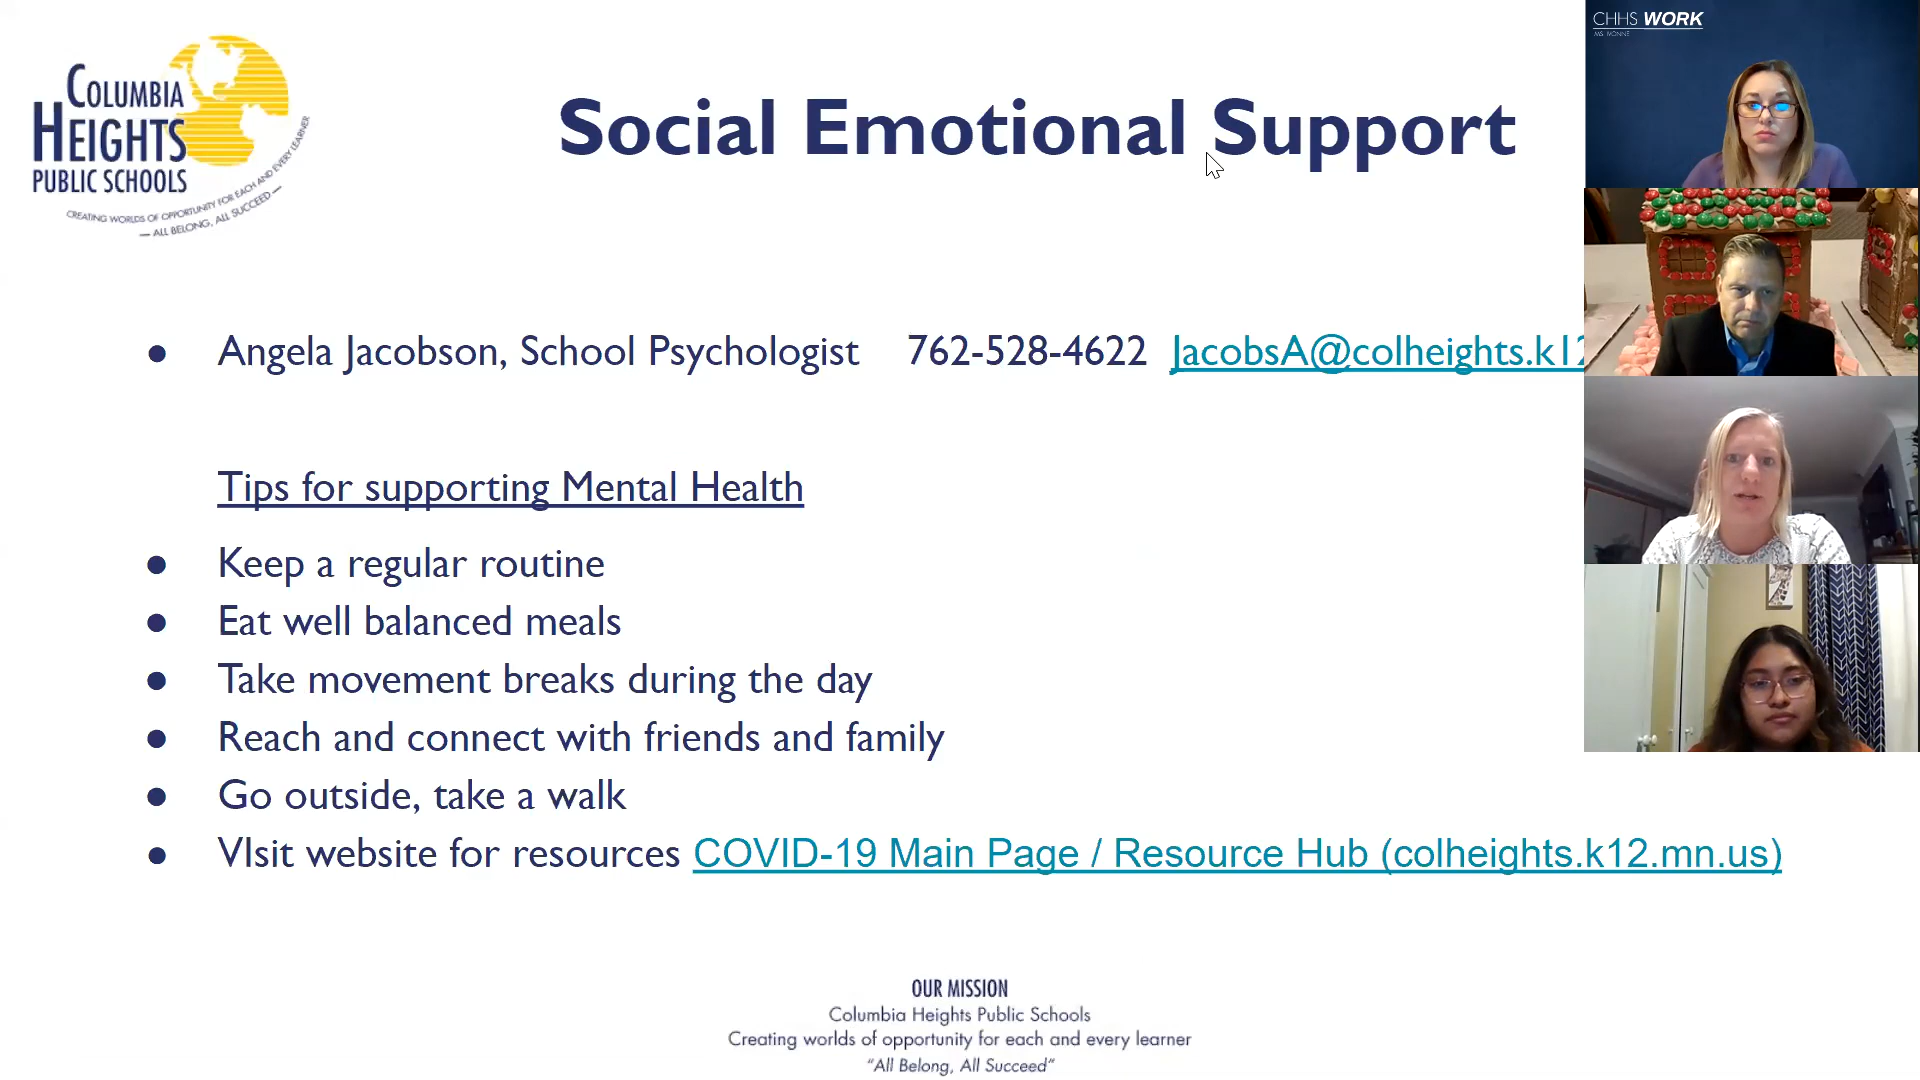 COLUMBIA
HEIGHTS
PUBLIC SCHOOLS
CREATING WORLDS OF OPPORTUNITY FOR EACH AND EVERY LEARNER
— ALL BELONG, ALL SUCCEED —
Social Emotional Support
CHHS WORK
MS. MONNE
● Angela Jacobson, School Psychologist 762-528-4622 JacobsA@colheights.k12
Tips for supporting Mental Health
● Keep a regular routine
● Eat well balanced meals
● Take movement breaks during the day
● Reach and connect with friends and family
● Go outside, take a walk
● VIsit website for resources COVID-19 Main Page / Resource Hub (colheights.k12.mn.us)
OUR MISSION
Columbia Heights Public Schools
Creating worlds of opportunity for each and every learner
“All Belong, All Succeed”